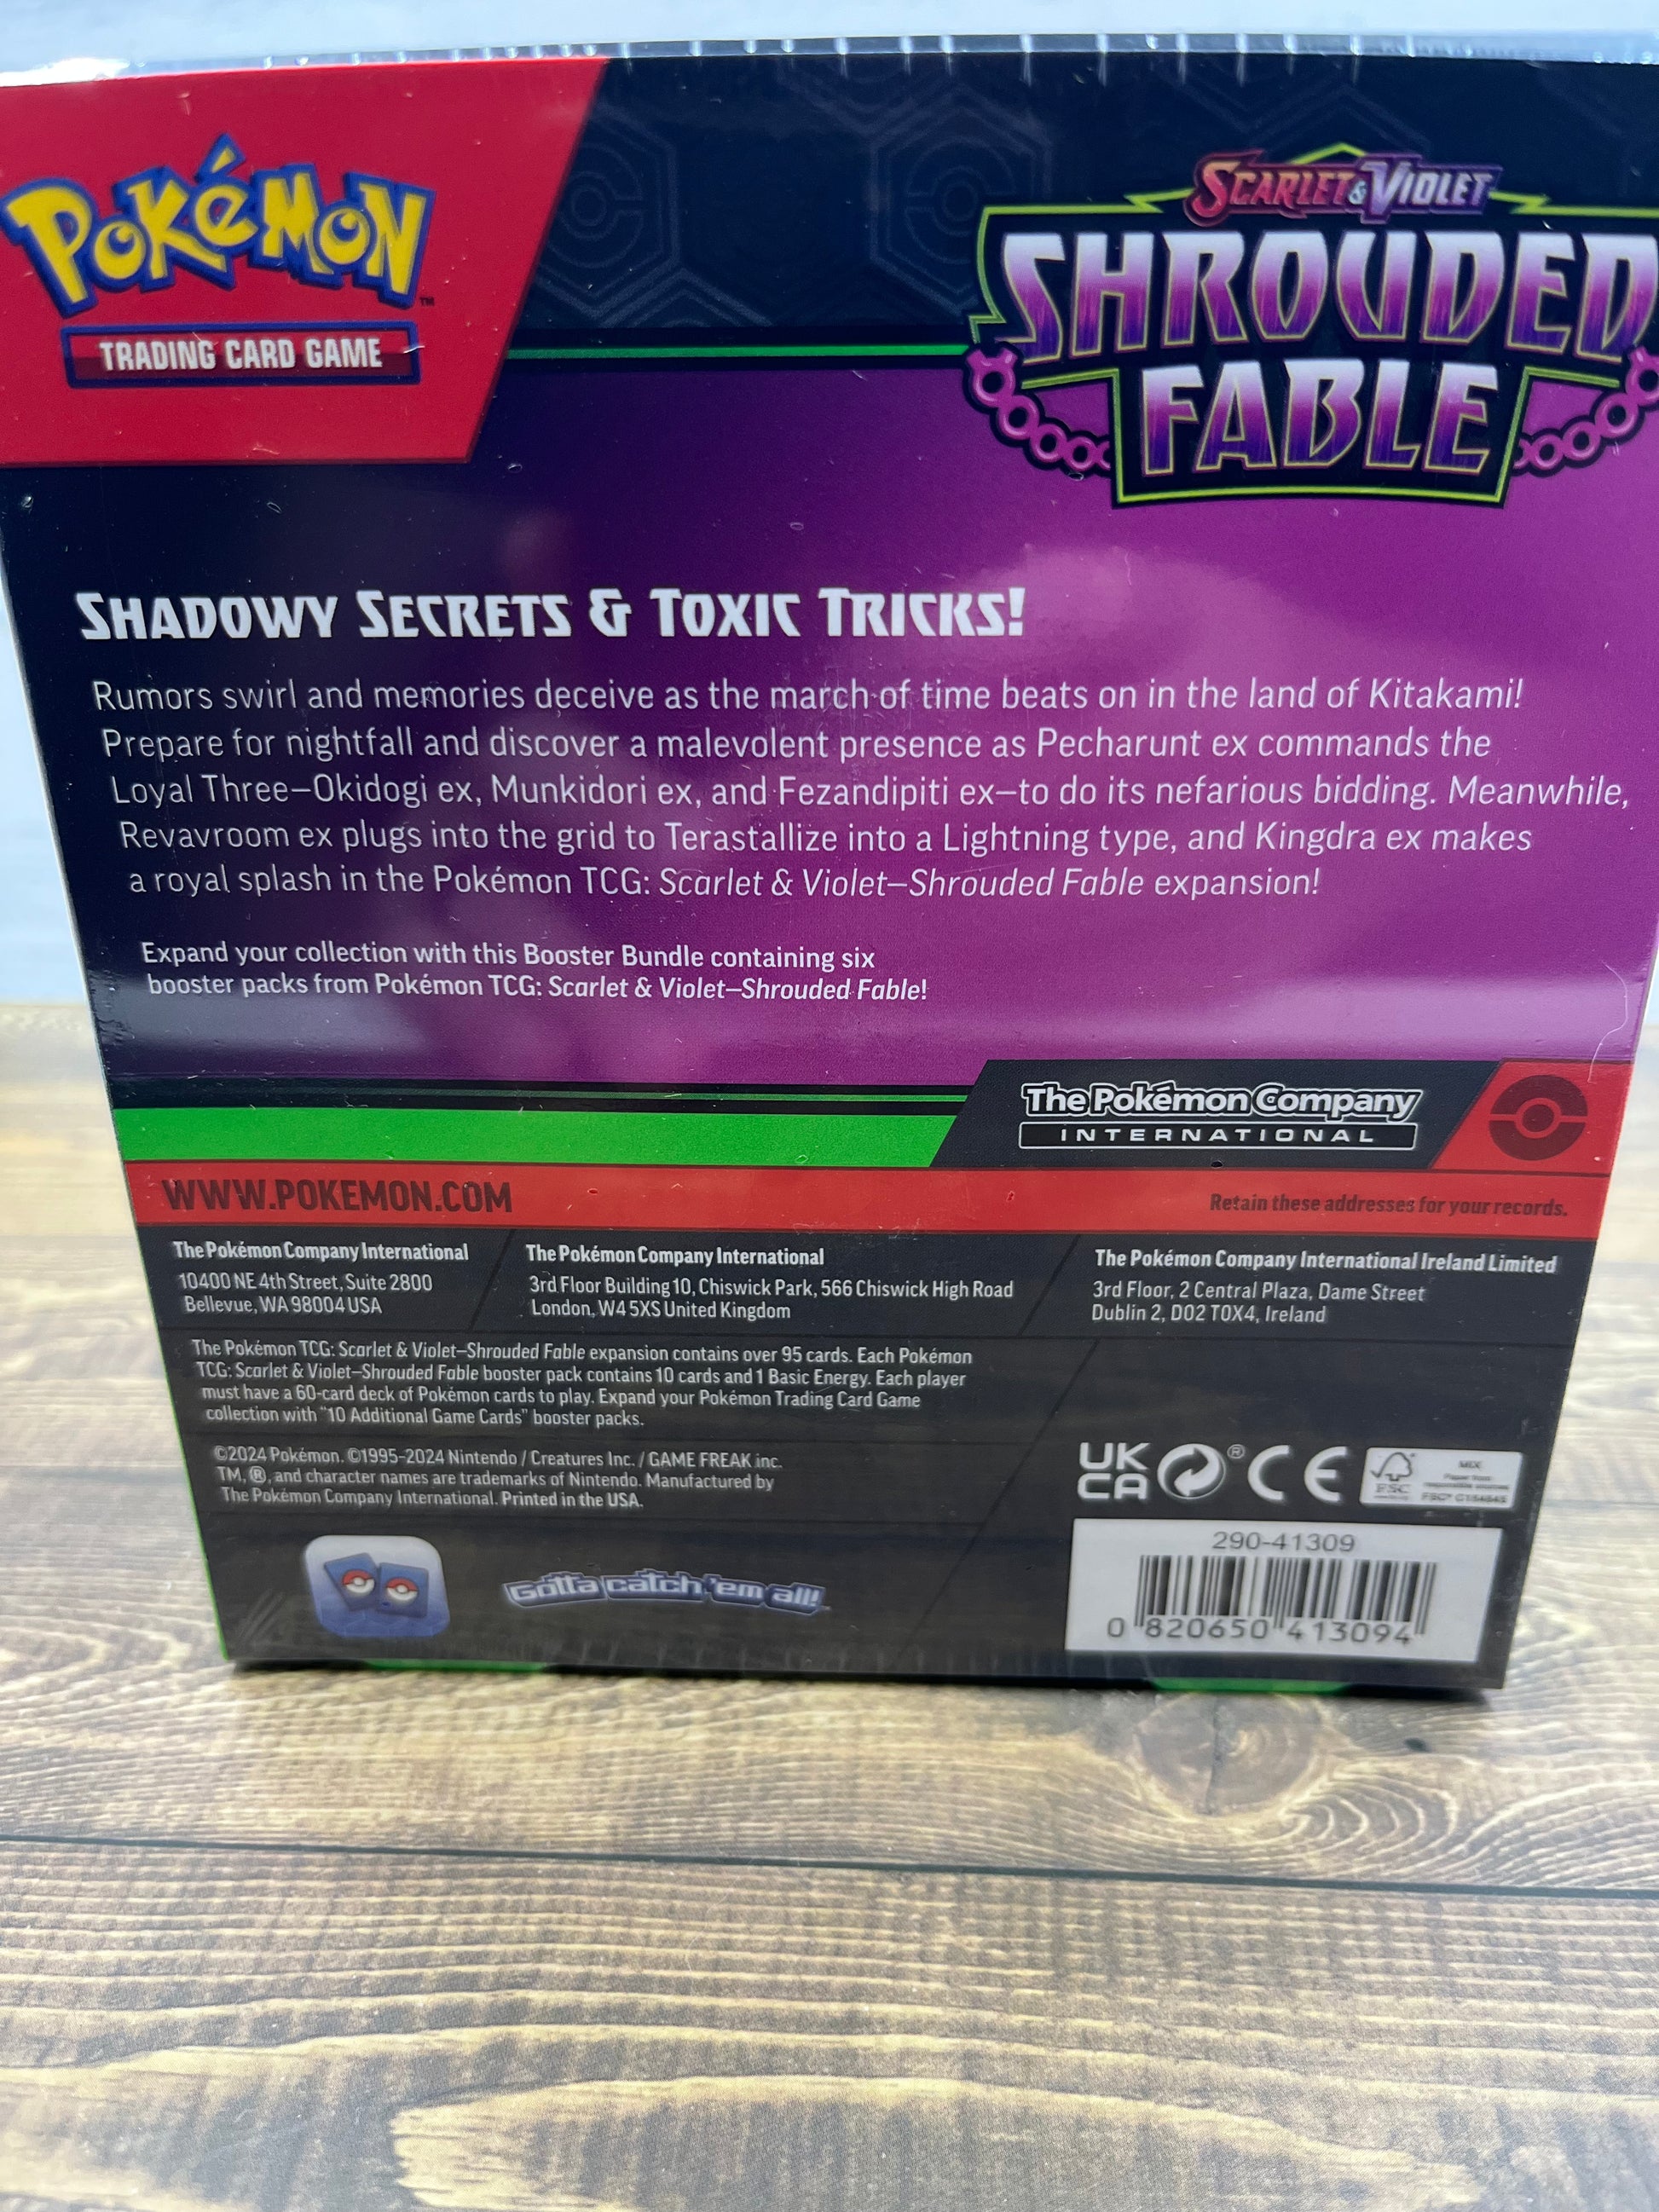 Pokémon
TRADING CARD GAME
SCARLET & VIOLET
SHROUDED
FABLE
SHADOWY SECRETS & TOXIC TRICKS!
Rumors swirl and memories deceive as the march of time beats on in the land of Kitakami!
Prepare for nightfall and discover a malevolent presence as Pecharunt ex commands the
Loyal Three—Okidogi ex, Munkidori ex, and Fezandipiti ex—to do its nefarious bidding. Meanwhile,
Revavroom ex plugs into the grid to Terastallize into a Lightning type, and Kingdra ex makes
a royal splash in the Pokémon TCG: Scarlet & Violet—Shrouded Fable expansion!
Expand your collection with this Booster Bundle containing six
booster packs from Pokémon TCG: Scarlet & Violet—Shrouded Fable!
The Pokémon Company
INTERNATIONAL
WWW.POKEMON.COM
Retain these addresses for your records.
The Pokémon Company International
10400 NE 4th Street, Suite 2800
Bellevue, WA 98004 USA
The Pokémon Company International
3rd Floor Building 10, Chiswick Park, 566 Chiswick High Road
London, W4 5XS United Kingdom
The Pokémon Company International Ireland Limited
3rd Floor, 2 Central Plaza, Dame Street
Dublin 2, D02 T0X4, Ireland
The Pokémon TCG: Scarlet & Violet—Shrouded Fable expansion contains over 95 cards. Each Pokémon
TCG: Scarlet & Violet—Shrouded Fable booster pack contains 10 cards and 1 Basic Energy. Each player
must have a 60-card deck of Pokémon cards to play. Expand your Pokémon Trading Card Game
collection with "10 Additional Game Cards" booster packs.
©2024 Pokémon. ©1995–2024 Nintendo / Creatures Inc. / GAME FREAK inc.
TM, ®, and character names are trademarks of Nintendo. Manufactured by
The Pokémon Company International. Printed in the USA.
UK
CA
® CE
FSC
MIX
Paper from
responsible sources
Gotta catch 'em all!
290-41309
0 820650 413094